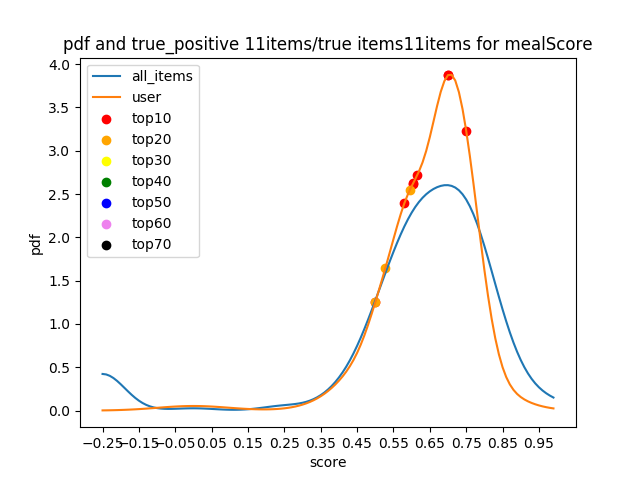 pdf and true_positive 11items/true items11items for mealScore
4.0
3.5
3.0
2.5
2.0
1.5
1.0
0.5
0.0
pdf
all_items
user
top10
top20
top30
top40
top50
top60
top70
−0.25 −0.15 −0.05 0.05 0.15 0.25 0.35 0.45 0.55 0.65 0.75 0.85 0.95
score